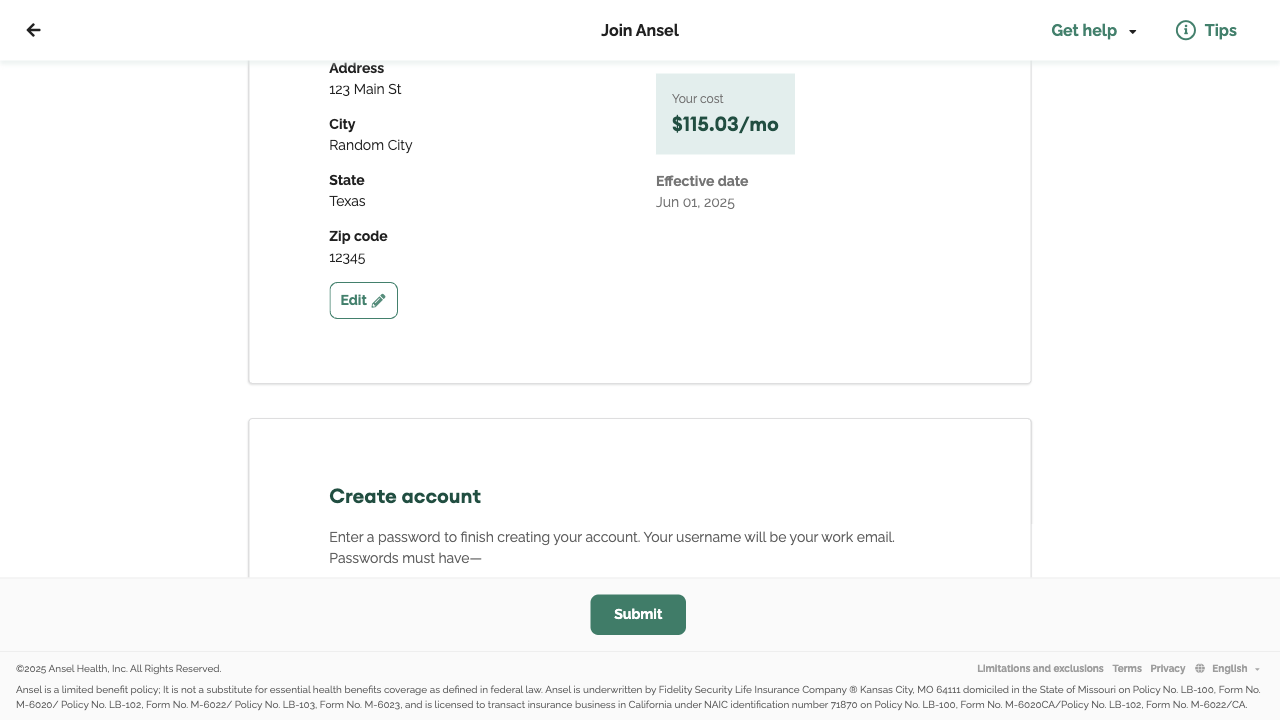 Join Ansel
Get help
Tips
Address
123 Main St
City
Random City
State
Texas
Zip code
12345
Edit
Your cost
$115.03/mo
Effective date
Jun 01, 2025
Create account
Enter a password to finish creating your account. Your username will be your work email.
Passwords must have—
Submit
©2025 Ansel Health, Inc. All Rights Reserved.
Limitations and exclusions
Terms
Privacy
English
Ansel is a limited benefit policy; It is not a substitute for essential health benefits coverage as defined in federal law. Ansel is underwritten by Fidelity Security Life Insurance Company ® Kansas City, MO 64111 domiciled in the State of Missouri on Policy No. LB-100, Form No.
M-6020/ Policy No. LB-102, Form No. M-6022/ Policy No. LB-103, Form No. M-6023, and is licensed to transact insurance business in California under NAIC identification number 71870 on Policy No. LB-100, Form No. M-6020CA/Policy No. LB-102, Form No. M-6022/CA.